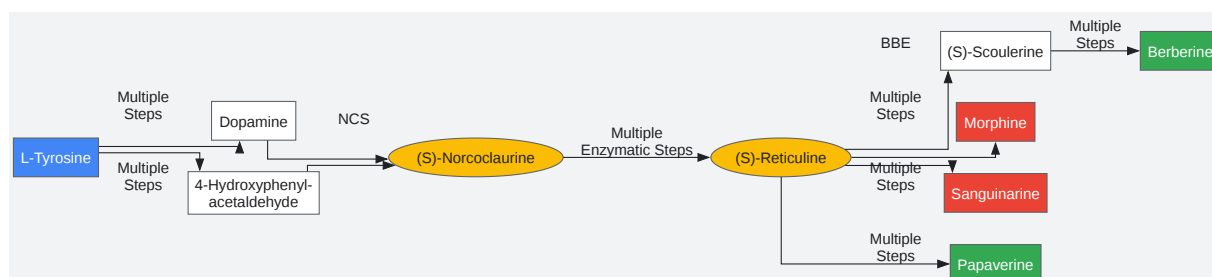 L-Tyrosine
Multiple
Steps
Multiple
Steps
Dopamine
4-Hydroxyphenyl-
acetaldehyde
NCS
(S)-Norcoclaurine
Multiple
Enzymatic Steps
(S)-Reticuline
BBE
Multiple
Steps
(S)-Scoulerine
Multiple
Steps
Berberine
Morphine
Multiple
Steps
Sanguinarine
Multiple
Steps
Papaverine